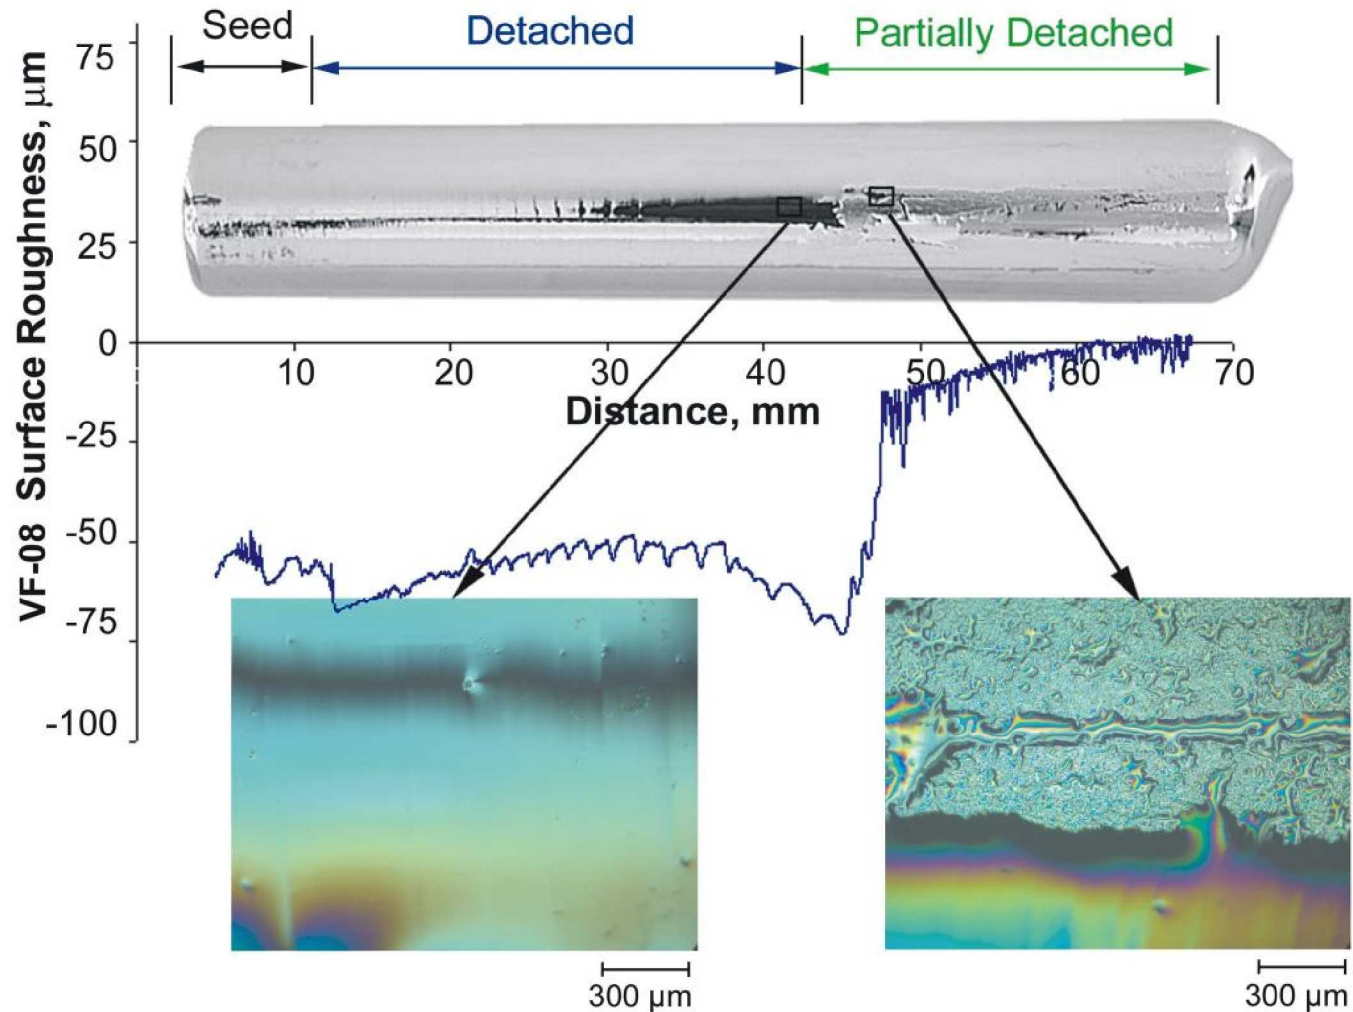 Seed
Detached
Partially Detached
VF-08 Surface Roughness, μm
75
50
25
0
-25
-50
-75
-100
10
20
30
40
50
60
70
Distance, mm
300 μm
300 μm